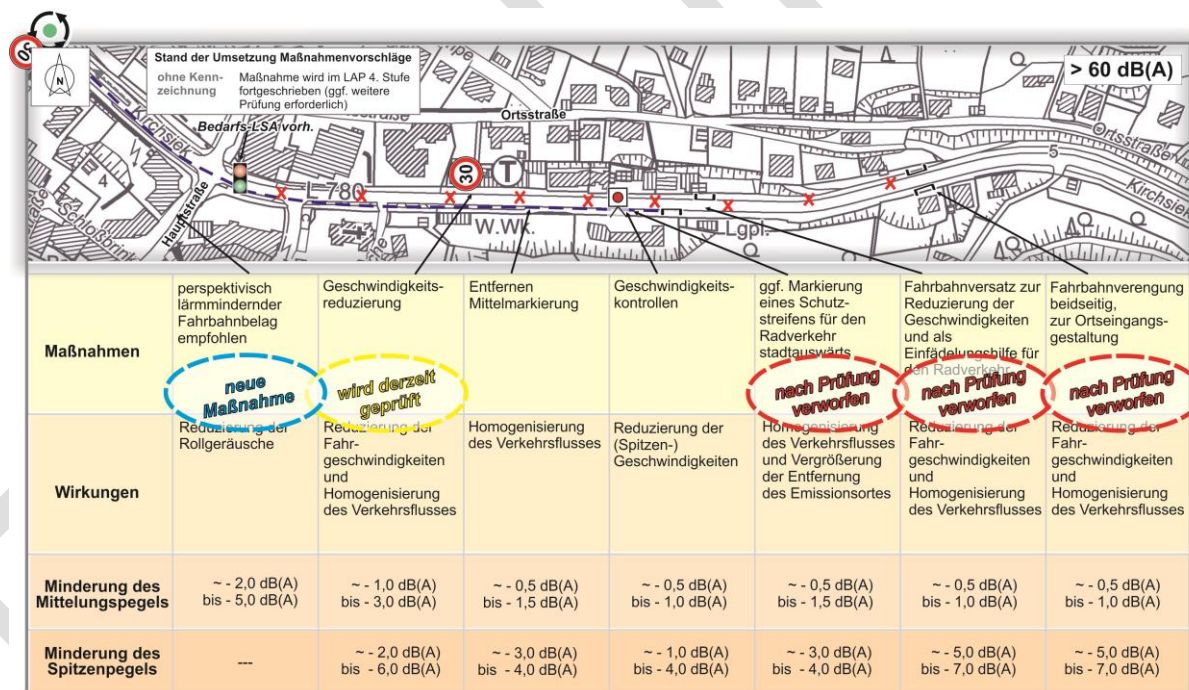 30
N
Stand der Umsetzung Maßnahmenvorschläge
ohne Kenn-
zeichnung
Maßnahme wird im LAP 4. Stufe
fortgeschrieben (ggf. weitere
Prüfung erforderlich)
> 60 dB(A)
Ortsstraße
Ortsstraße
Kirchsiek
Bedarfs-LSA vorh.
4
L 780
30
T
5
Kirchsiek
Hauptstraße
W.Wk.
Lgpl.
Maßnahmen
perspektivisch
lärmmindernder
Fahrbahnbelag
empfohlen
neue
Maßnahme
Geschwindigkeits-
reduzierung
wird derzeit
geprüft
Entfernen
Mittelmarkierung
Geschwindigkeits-
kontrollen
ggf. Markierung
eines Schutz-
streifens für den
Radverkehr
stadtauswärts
nach Prüfung
verworfen
Fahrbahnversatz zur
Reduzierung der
Geschwindigkeiten
und als
Einfädelungshilfe für
den Radverkehr
nach Prüfung
verworfen
Fahrbahnverengung
beidseitig,
zur Ortseingangs-
gestaltung
nach Prüfung
verworfen
Wirkungen
Reduzierung der
Rollgeräusche
Reduzierung der
Fahr-
geschwindigkeiten
und
Homogenisierung
des Verkehrsflusses
Homogenisierung
des Verkehrsflusses
Reduzierung der
(Spitzen-)
Geschwindigkeiten
Homogenisierung
des Verkehrsflusses
und Vergrößerung
der Entfernung
des Emissionsortes
Reduzierung der
Fahr-
geschwindigkeiten
und
Homogenisierung
des Verkehrsflusses
Reduzierung der
Fahr-
geschwindigkeiten
und
Homogenisierung
des Verkehrsflusses
Minderung des
Mittelungspegels
~ - 2,0 dB(A)
bis - 5,0 dB(A)
~ - 1,0 dB(A)
bis - 3,0 dB(A)
~ - 0,5 dB(A)
bis - 1,5 dB(A)
~ - 0,5 dB(A)
bis - 1,0 dB(A)
~ - 0,5 dB(A)
bis - 1,5 dB(A)
~ - 0,5 dB(A)
bis - 1,0 dB(A)
~ - 0,5 dB(A)
bis - 1,0 dB(A)
Minderung des
Spitzenpegels
---
~ - 2,0 dB(A)
bis - 6,0 dB(A)
~ - 3,0 dB(A)
bis - 4,0 dB(A)
~ - 1,0 dB(A)
bis - 4,0 dB(A)
~ - 3,0 dB(A)
bis - 4,0 dB(A)
~ - 5,0 dB(A)
bis - 7,0 dB(A)
~ - 5,0 dB(A)
bis - 7,0 dB(A)